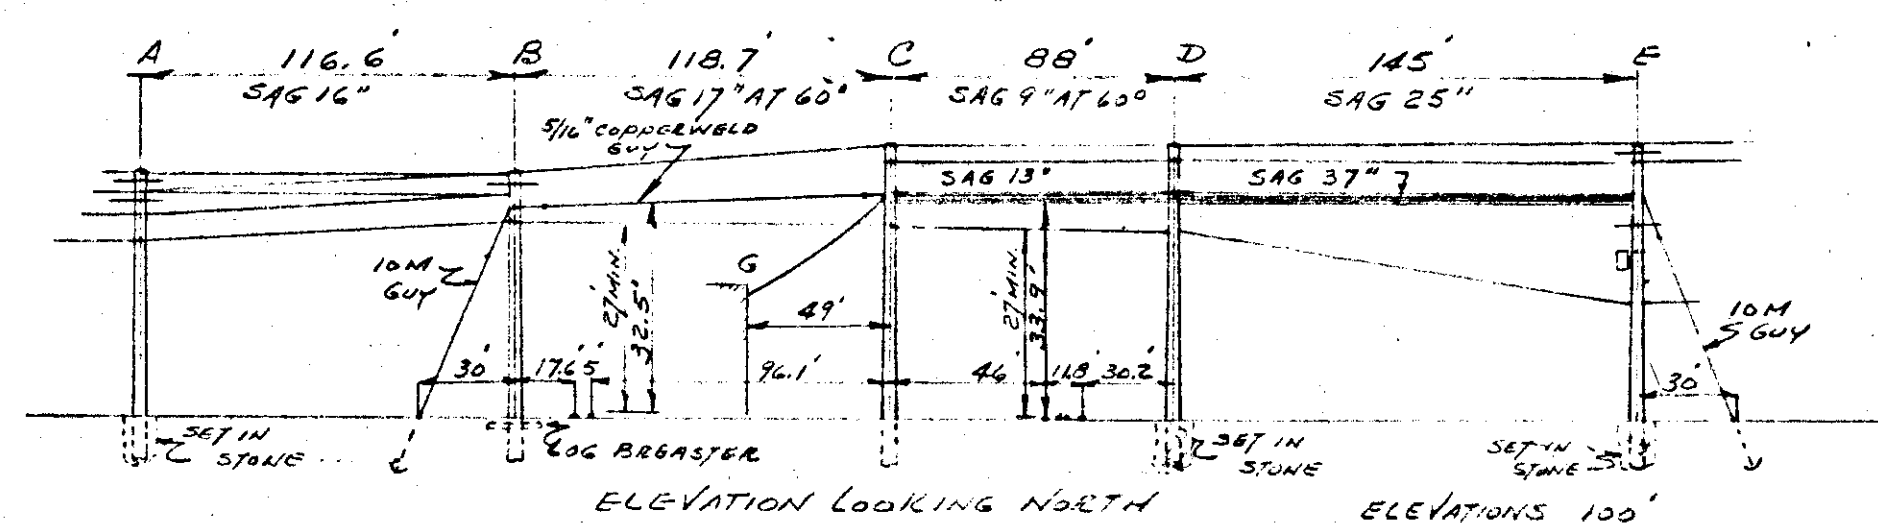 A 116.6' B 118.7' C 88' D 145' E
SAG 16" SAG 17" AT 60° SAG 9" AT 60° SAG 25"
5/16" COPPERWELD
GUY
SAG 13" SAG 37"
10M
GUY
27' MIN.
32.5'
G
49'
27' MIN.
33.9'
10M
GUY
30' 17.6' 5' 96.1' 46' 11.8' 30.2' 30'
SET IN
STONE
LOG BREASTER
SET IN
STONE
SET IN
STONE
ELEVATION LOOKING NORTH ELEVATIONS 100'